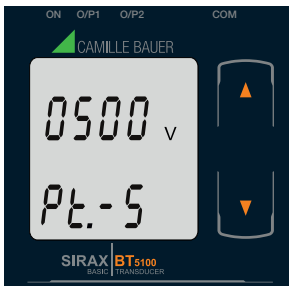 ON O/P1 O/P2 COM
CAMILLE BAUER
0500 V
Pt.-S
SIRAX BT5100
BASIC TRANSDUCER